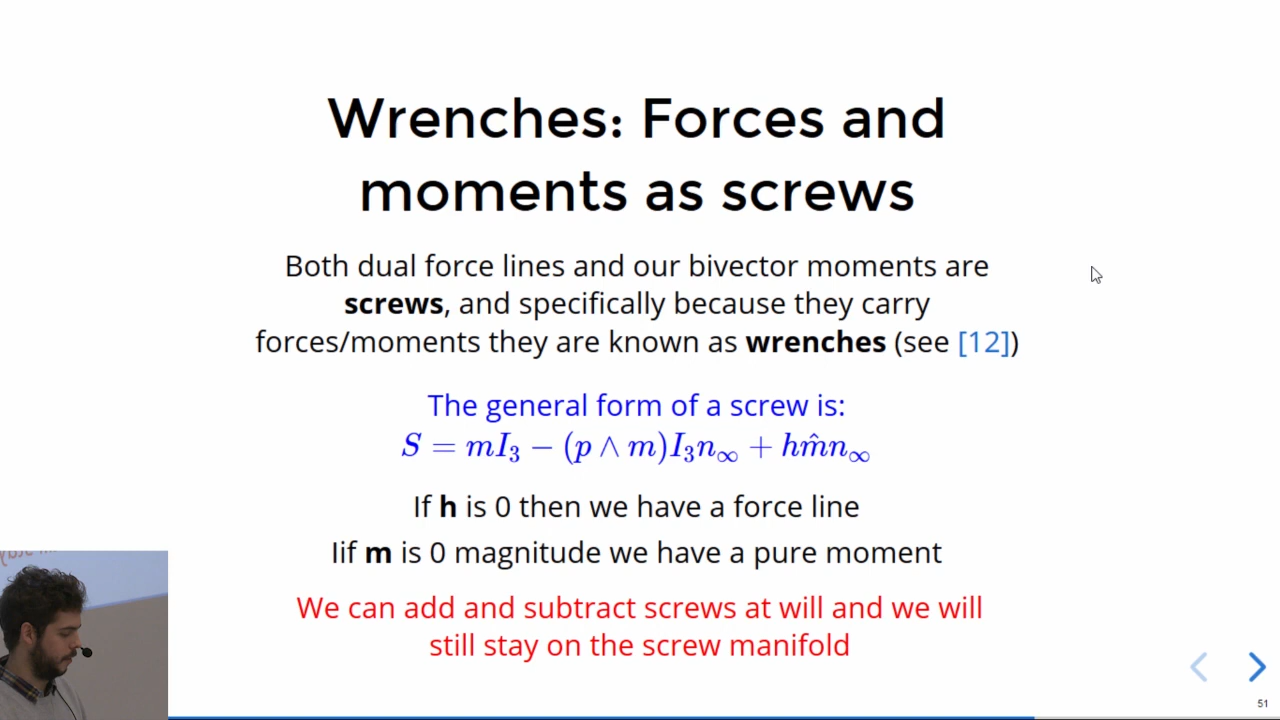 Wrenches: Forces and
moments as screws
Both dual force lines and our bivector moments are
screws, and specifically because they carry
forces/moments they are known as wrenches (see [12])
The general form of a screw is:
S = mI₃ − (p ∧ m)I₃n∞ + hm̂n∞
If h is 0 then we have a force line
Iif m is 0 magnitude we have a pure moment
We can add and subtract screws at will and we will
still stay on the screw manifold
51